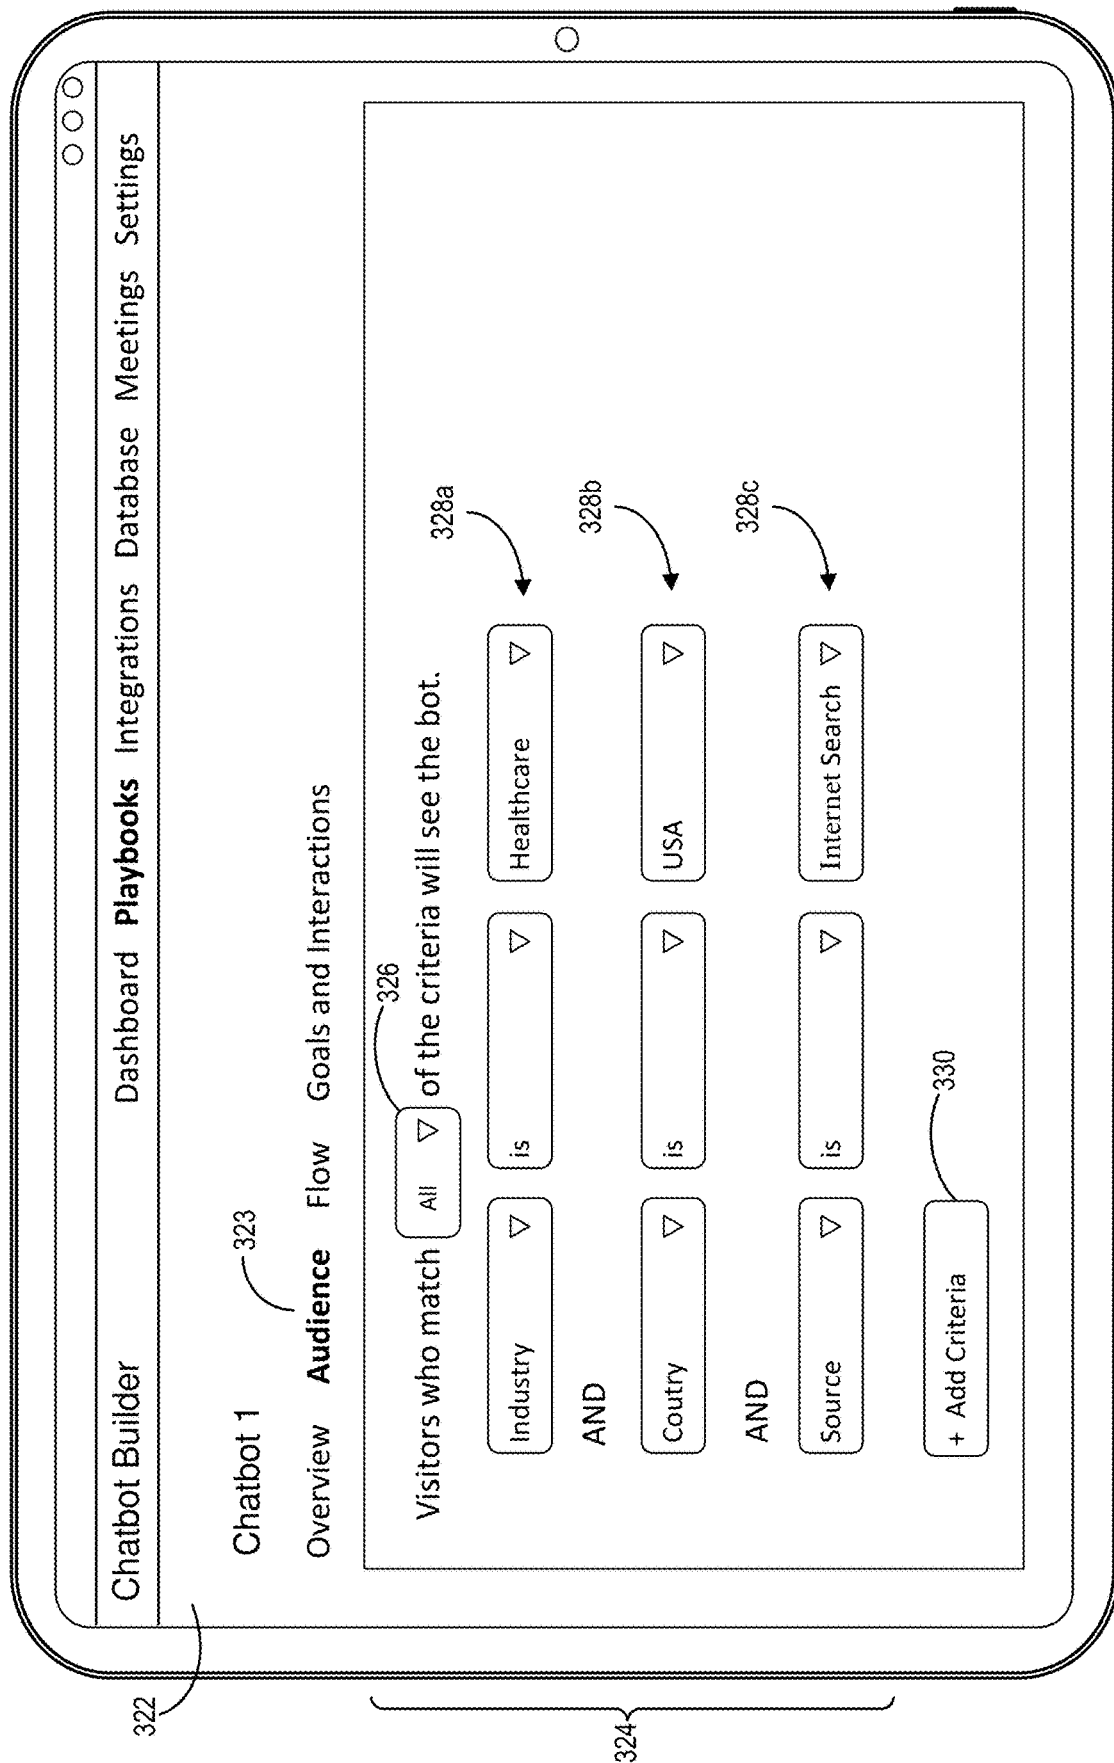 Chatbot Builder
Dashboard Playbooks Integrations Database Meetings Settings
322
Chatbot 1
323
Overview Audience Flow Goals and Interactions
326
Visitors who match All of the criteria will see the bot.
328a
Industry is Healthcare
AND
328b
Coutry is USA
AND
328c
Source is Internet Search
330
+ Add Criteria
324